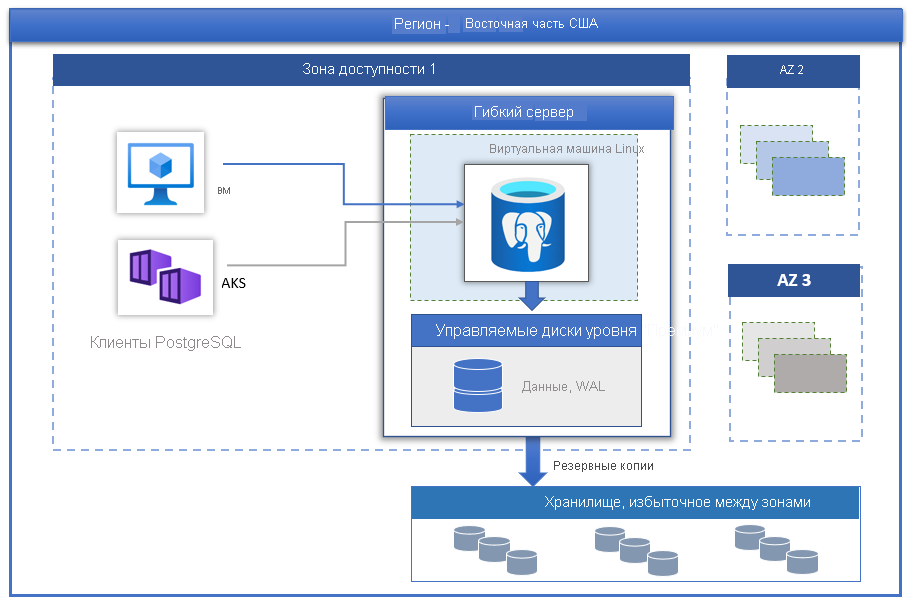 Регион - Восточная часть США
Зона доступности 1
AZ 2
Гибкий сервер
Виртуальная машина Linux
ВМ
AKS
Клиенты PostgreSQL
AZ 3
Управляемые диски уровня
Данные, WAL
Резервные копии
Хранилище, избыточное между зонами